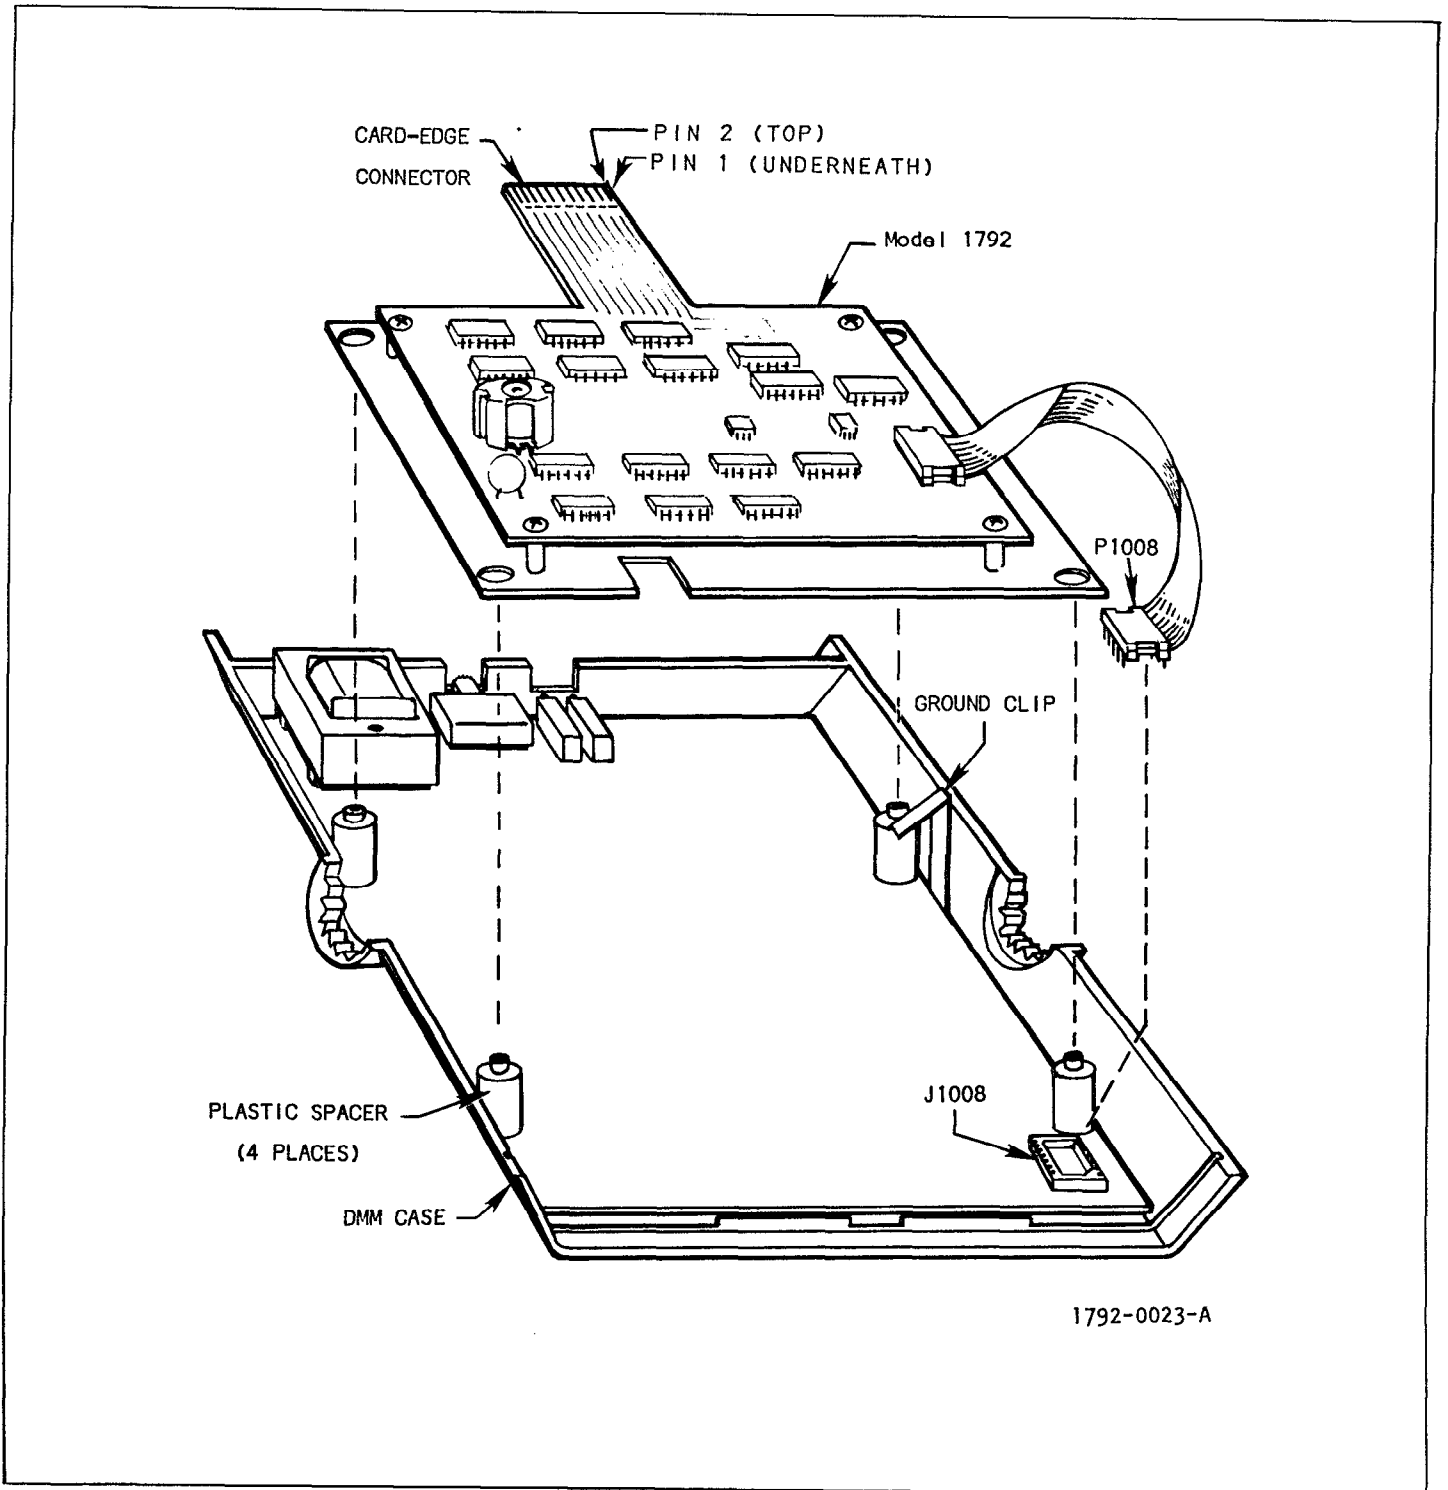 CARD-EDGE
CONNECTOR
PIN 2 (TOP)
PIN 1 (UNDERNEATH)
Model 1792
P1008
GROUND CLIP
J1008
PLASTIC SPACER
(4 PLACES)
DMM CASE
1792-0023-A